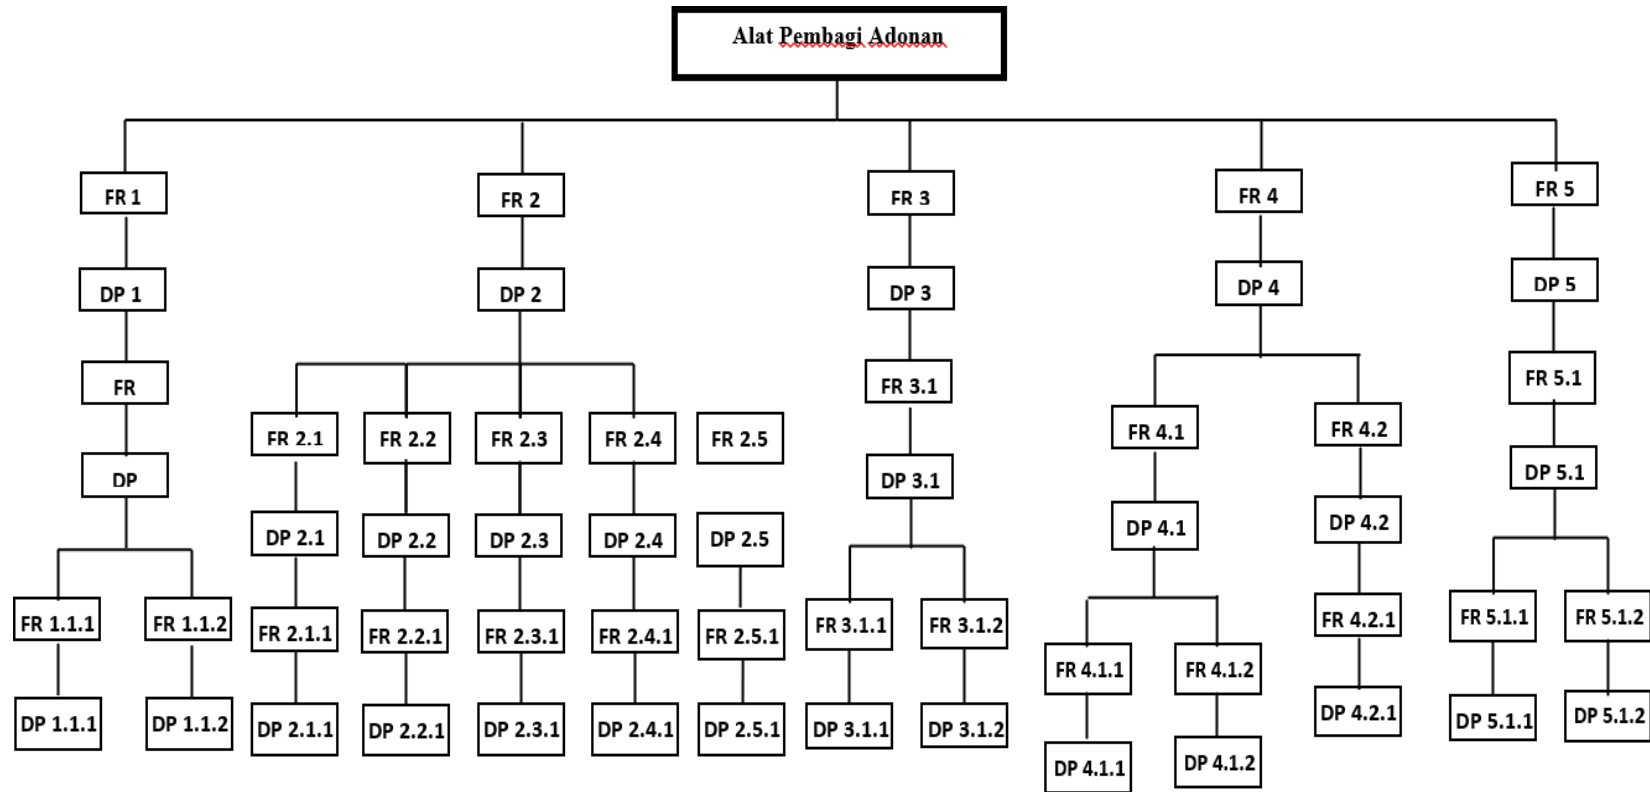 Alat Pembagi Adonan
FR 1
FR 2
FR 3
FR 4
FR 5
DP 1
DP 2
DP 3
DP 4
DP 5
FR
FR 3.1
FR 5.1
FR 2.1
FR 2.2
FR 2.3
FR 2.4
FR 2.5
FR 4.1
FR 4.2
DP
DP 3.1
DP 5.1
DP 2.1
DP 2.2
DP 2.3
DP 2.4
DP 2.5
DP 4.1
DP 4.2
FR 1.1.1
FR 1.1.2
FR 2.1.1
FR 2.2.1
FR 2.3.1
FR 2.4.1
FR 2.5.1
FR 3.1.1
FR 3.1.2
FR 4.1.1
FR 4.1.2
FR 4.2.1
FR 5.1.1
FR 5.1.2
DP 1.1.1
DP 1.1.2
DP 2.1.1
DP 2.2.1
DP 2.3.1
DP 2.4.1
DP 2.5.1
DP 3.1.1
DP 3.1.2
DP 4.1.1
DP 4.1.2
DP 4.2.1
DP 5.1.1
DP 5.1.2